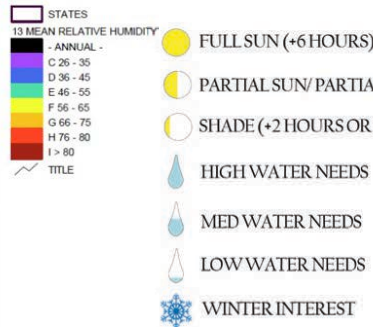 STATES
13 MEAN RELATIVE HUMIDITY
- ANNUAL -
C 26 - 35
D 36 - 45
E 46 - 55
F 56 - 65
G 66 - 75
H 76 - 80
I > 80
TITLE
FULL SUN (+6 HOURS)
PARTIAL SUN/ PARTIA
SHADE (+2 HOURS OR
HIGH WATER NEEDS
MED WATER NEEDS
LOW WATER NEEDS
WINTER INTEREST